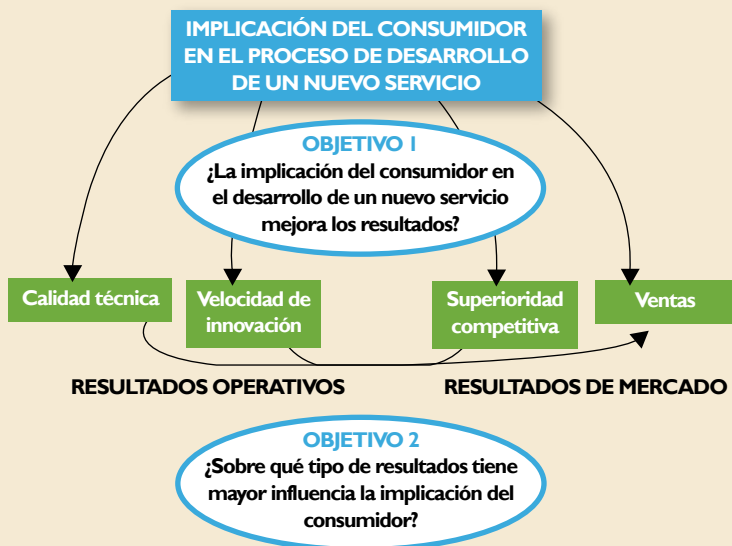 IMPLICACIÓN DEL CONSUMIDOR
EN EL PROCESO DE DESARROLLO
DE UN NUEVO SERVICIO
OBJETIVO 1
¿La implicación del consumidor en
el desarrollo de un nuevo servicio
mejora los resultados?
Calidad técnica
Velocidad de
innovación
Superioridad
competitiva
Ventas
RESULTADOS OPERATIVOS
RESULTADOS DE MERCADO
OBJETIVO 2
¿Sobre qué tipo de resultados tiene
mayor influencia la implicación del
consumidor?